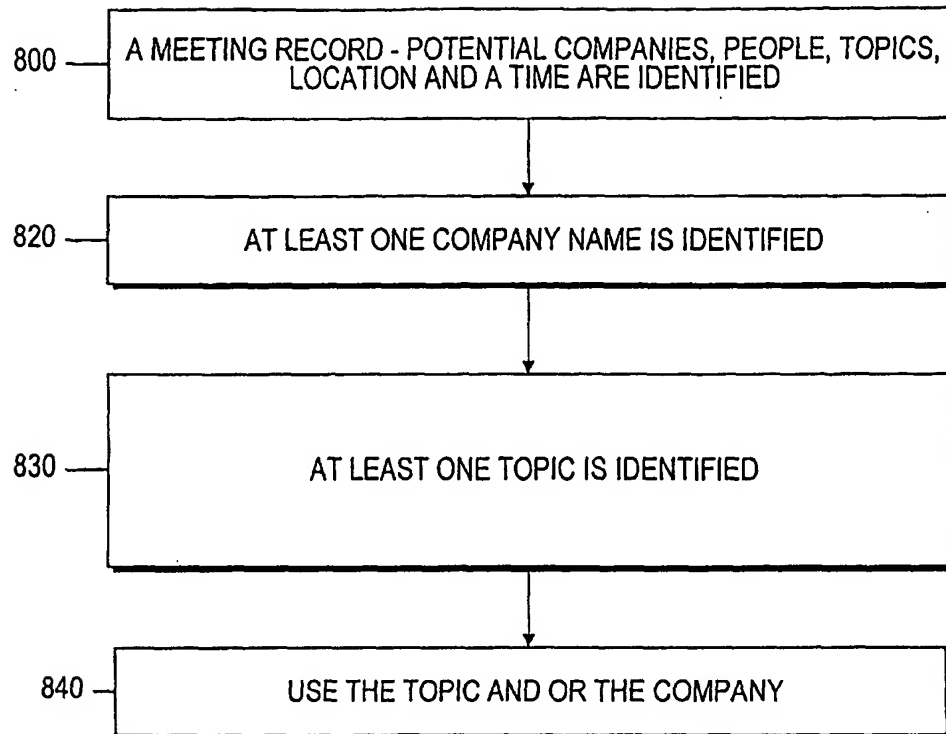 800
A MEETING RECORD - POTENTIAL COMPANIES, PEOPLE, TOPICS,
LOCATION AND A TIME ARE IDENTIFIED
820
AT LEAST ONE COMPANY NAME IS IDENTIFIED
830
AT LEAST ONE TOPIC IS IDENTIFIED
840
USE THE TOPIC AND OR THE COMPANY